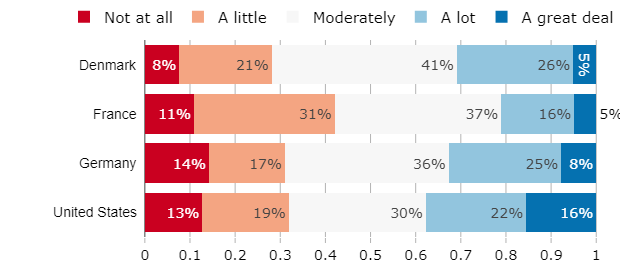 Not at all A little Moderately A lot A great deal
Denmark 8% 21% 41% 26% 5%
France 11% 31% 37% 16% 5%
Germany 14% 17% 36% 25% 8%
United States 13% 19% 30% 22% 16%
0 0.1 0.2 0.3 0.4 0.5 0.6 0.7 0.8 0.9 1